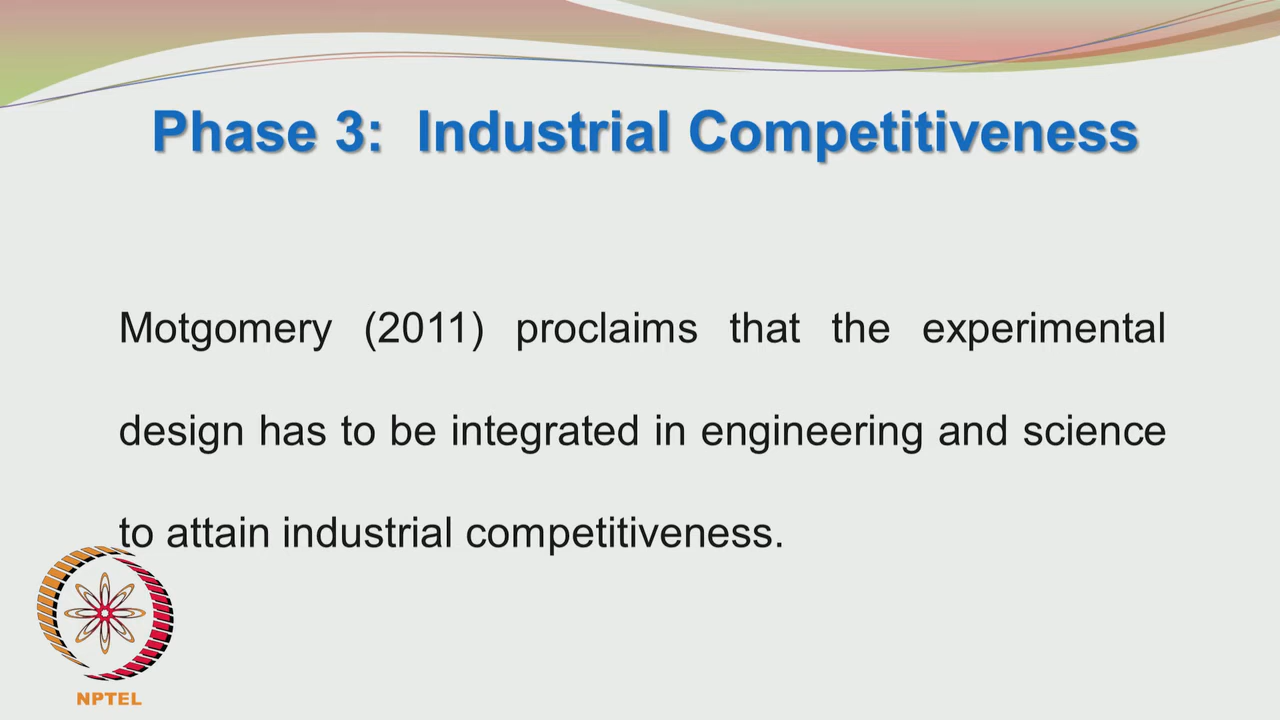 Phase 3: Industrial Competitiveness
Motgomery (2011) proclaims that the experimental
design has to be integrated in engineering and science
to attain industrial competitiveness.
NPTEL